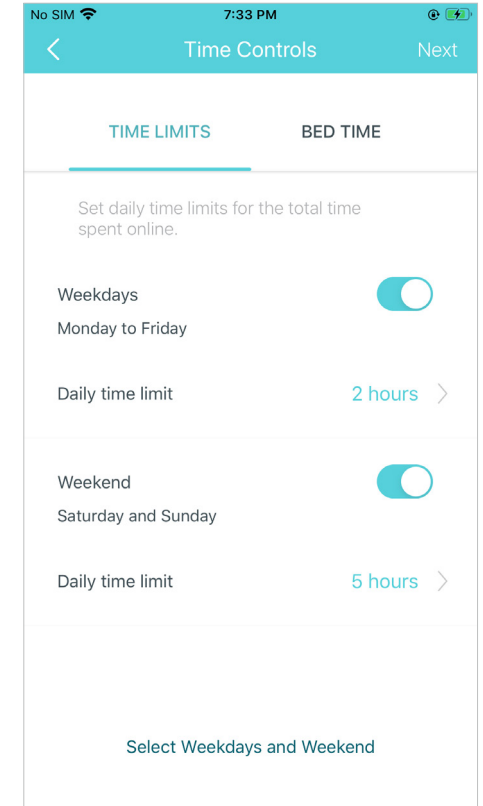 No SIM 7:33 PM
Time Controls Next
TIME LIMITS BED TIME
Set daily time limits for the total time
spent online.
Weekdays
Monday to Friday
Daily time limit 2 hours
Weekend
Saturday and Sunday
Daily time limit 5 hours
Select Weekdays and Weekend